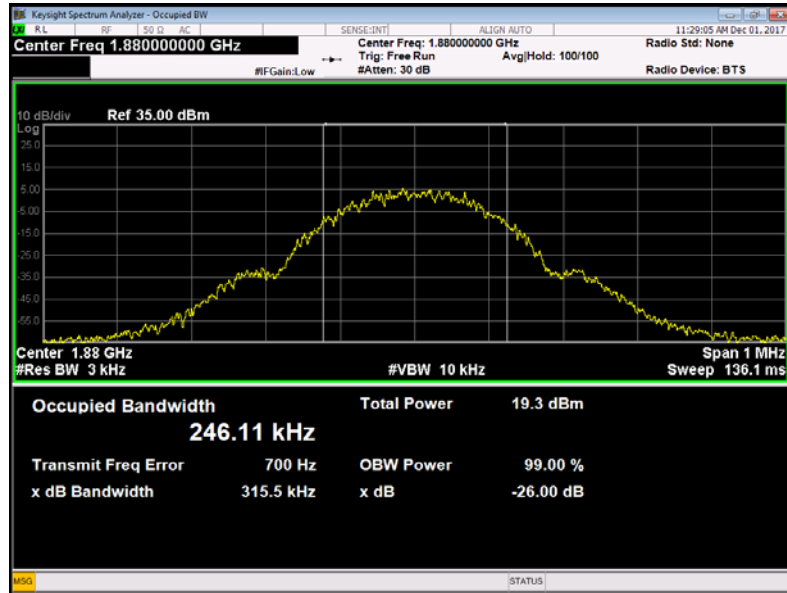 Keysight Spectrum Analyzer - Occupied BW
RL RF 50 Ω AC SENSE:INT ALIGN AUTO 11:29:05 AM Dec 01, 2017
Center Freq 1.880000000 GHz Center Freq: 1.880000000 GHz Radio Std: None
Trig: Free Run Avg|Hold: 100/100
#IFGain:Low #Atten: 30 dB Radio Device: BTS
10 dB/div Ref 35.00 dBm
Log
25.0
15.0
5.00
-5.00
-15.0
-25.0
-35.0
-45.0
-55.0
Center 1.88 GHz Span 1 MHz
#Res BW 3 kHz #VBW 10 kHz Sweep 136.1 ms
Occupied Bandwidth Total Power 19.3 dBm
246.11 kHz
Transmit Freq Error 700 Hz OBW Power 99.00 %
x dB Bandwidth 315.5 kHz x dB -26.00 dB
MSG STATUS